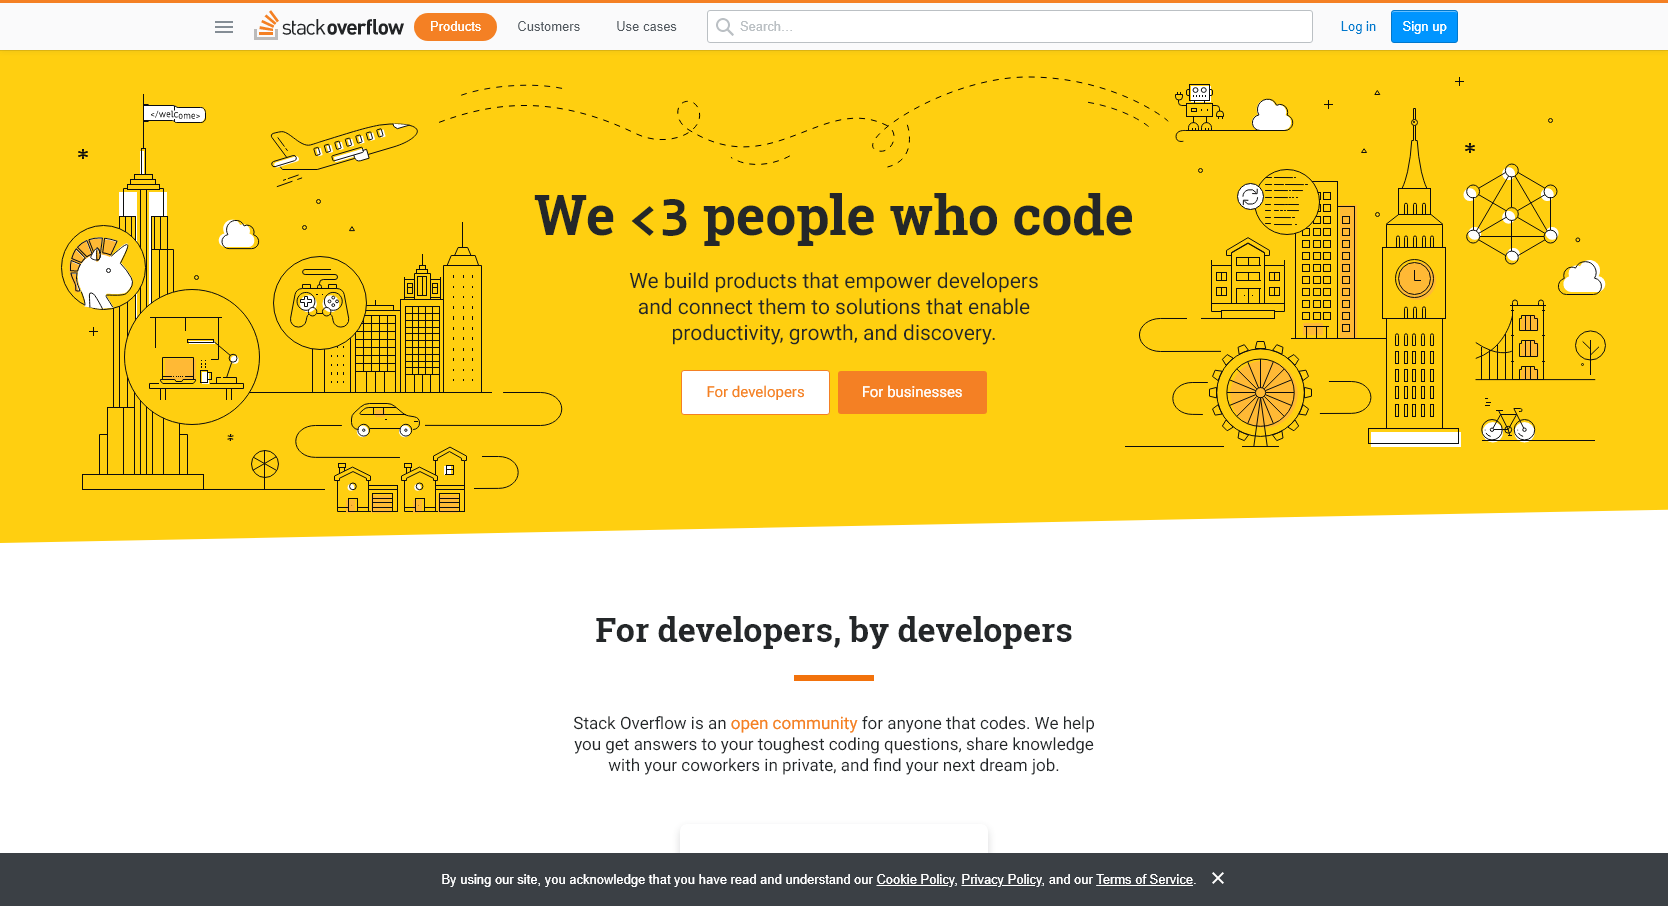 stackoverflow
Products
Customers
Use cases
Search...
Log in
Sign up
</welcome>
We <3 people who code
We build products that empower developers
and connect them to solutions that enable
productivity, growth, and discovery.
For developers
For businesses
For developers, by developers
Stack Overflow is an open community for anyone that codes. We help
you get answers to your toughest coding questions, share knowledge
with your coworkers in private, and find your next dream job.
By using our site, you acknowledge that you have read and understand our Cookie Policy, Privacy Policy, and our Terms of Service.